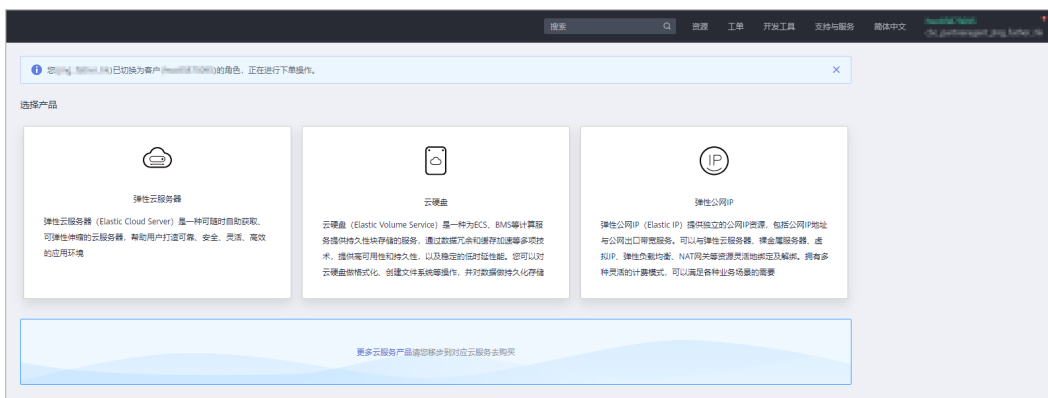 搜索 资源 工单 开发工具 支持与服务 简体中文
您( )已切换为客户( )的角色，正在进行下单操作。
选择产品
弹性云服务器
弹性云服务器（Elastic Cloud Server）是一种可随时自助获取、
可弹性伸缩的云服务器，帮助用户打造可靠、安全、灵活、高效
的应用环境
云硬盘
云硬盘（Elastic Volume Service）是一种为ECS、BMS等计算服
务提供持久性块存储的服务，通过数据冗余和缓存加速等多项技
术，提供高可用性和持久性，以及稳定的低时延性能。您可以对
云硬盘做格式化、创建文件系统等操作，并对数据做持久化存储
IP
弹性公网IP
弹性公网IP（Elastic IP）提供独立的公网IP资源，包括公网IP地址
与公网出口带宽服务。可以与弹性云服务器、裸金属服务器、虚
拟IP、弹性负载均衡、NAT网关等资源灵活地绑定及解绑。拥有多
种灵活的计费模式，可以满足各种业务场景的需要
更多云服务产品请您移步到对应云服务去购买